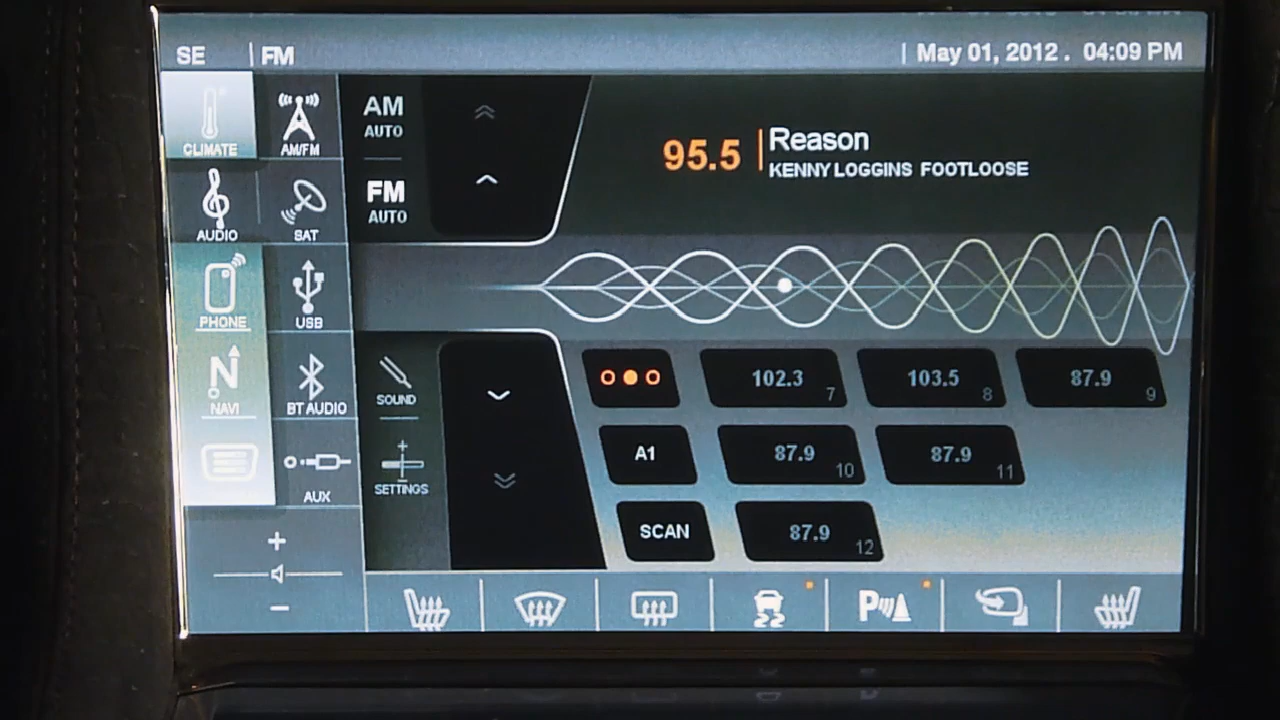 SE | FM
| May 01, 2012 . 04:09 PM
CLIMATE
AM/FM
AUDIO
SAT
PHONE
USB
N
NAVI
BT AUDIO
AUX
+
−
AM
AUTO
FM
AUTO
95.5 | Reason
KENNY LOGGINS FOOTLOOSE
SOUND
SETTINGS
102.3 7
103.5 8
87.9 9
A1
87.9 10
87.9 11
SCAN
87.9 12
P